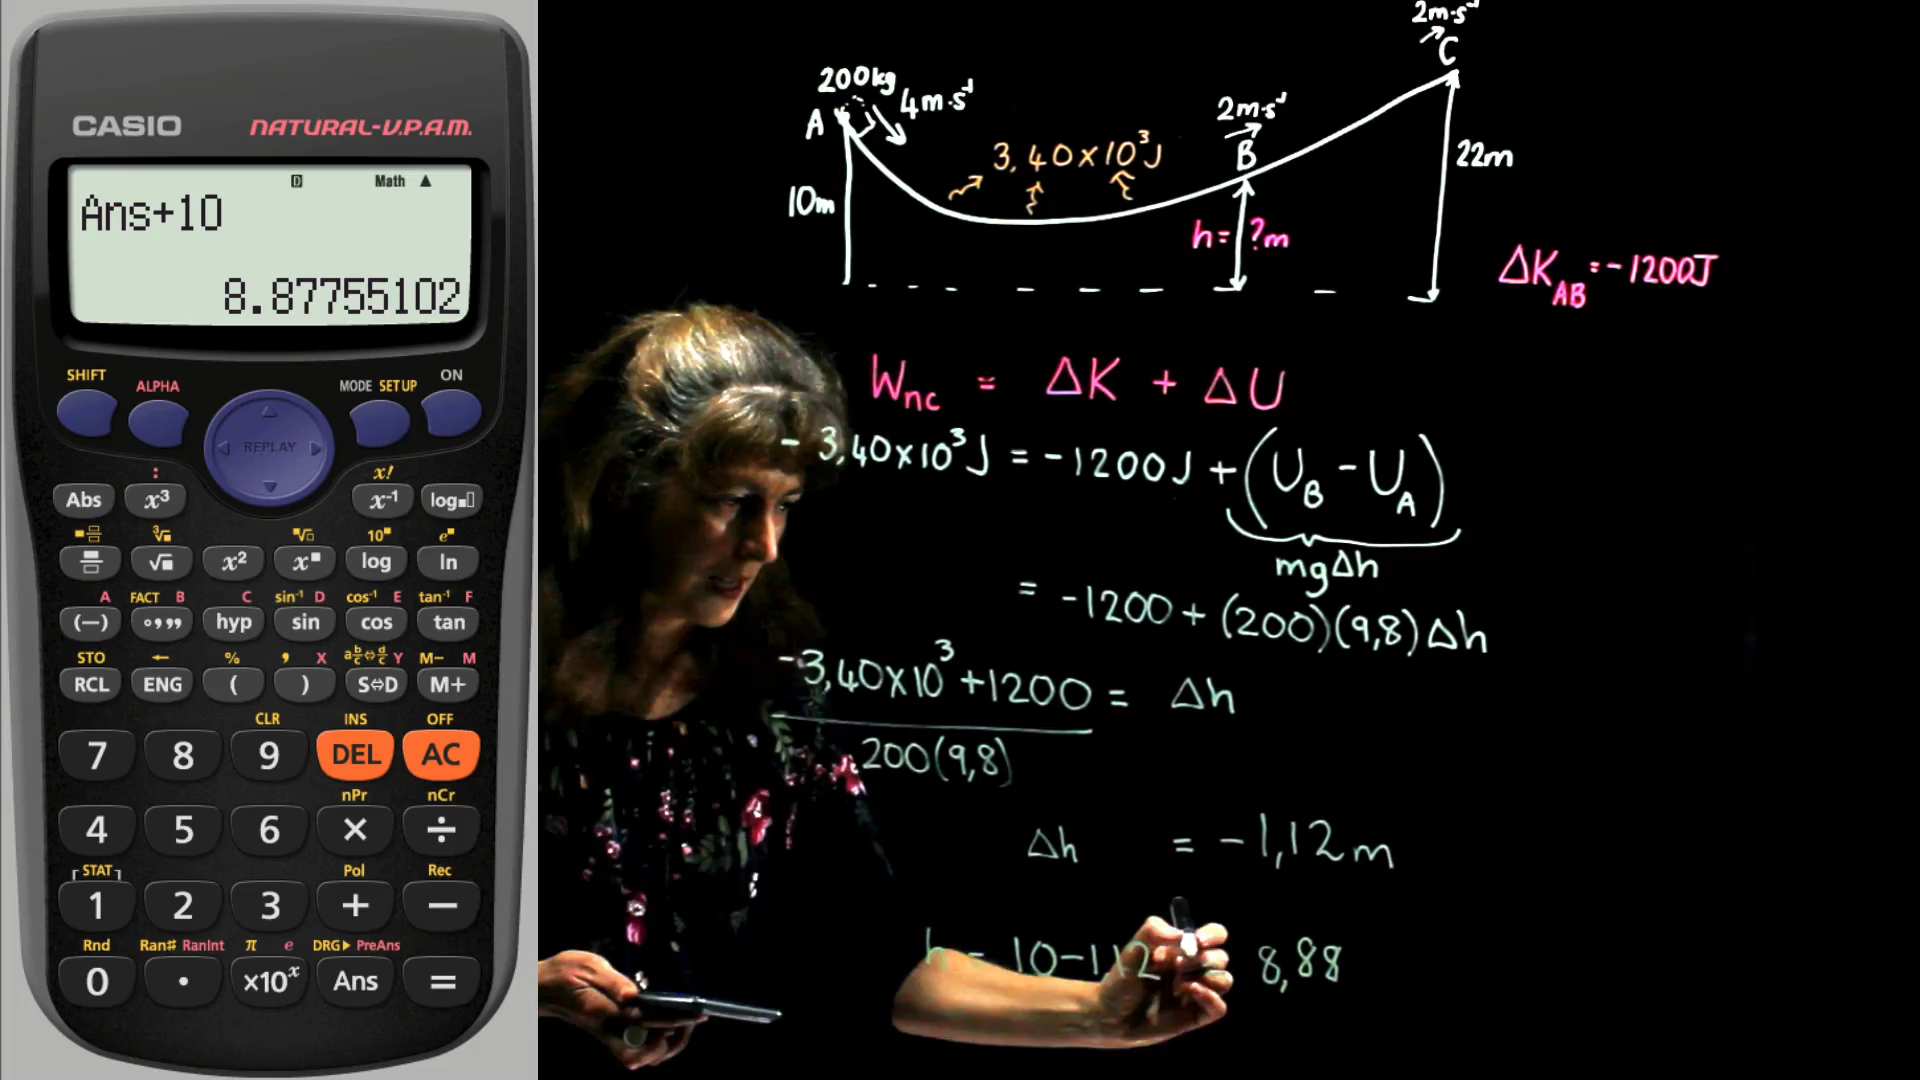 CASIO NATURAL-V.P.A.M.
D Math ▲
Ans+10
8.87755102
SHIFT ALPHA MODE SETUP ON
REPLAY
: x!
Abs x³ x⁻¹ log▪▯
³√▫ ▫√▫ 10▪ e▪
√▪ x² x▪ log ln
A FACT B C sin⁻¹ D cos⁻¹ E tan⁻¹ F
(—) °,,, hyp sin cos tan
STO ← % , X a b/c⇔d/c Y M− M
RCL ENG ( ) S⇔D M+
CLR INS OFF
7 8 9 DEL AC
nPr nCr
4 5 6 × ÷
STAT Pol Rec
1 2 3 + −
Rnd Ran# RanInt π e DRG▶ PreAns
0 . ×10ˣ Ans =
2m·s⁻¹
C
200kg
A 4m·s⁻¹
2m·s⁻¹
B
3,40×10³J
22m
10m
h = ?m
ΔK_AB = -1200J
W_nc = ΔK + ΔU
- 3,40×10³J = -1200J + (U_B - U_A)
mgΔh
= -1200 + (200)(9,8)Δh
-3,40×10³+1200 = Δh
200(9,8)
Δh = -1,12m
h = 10-1,12 = 8,88